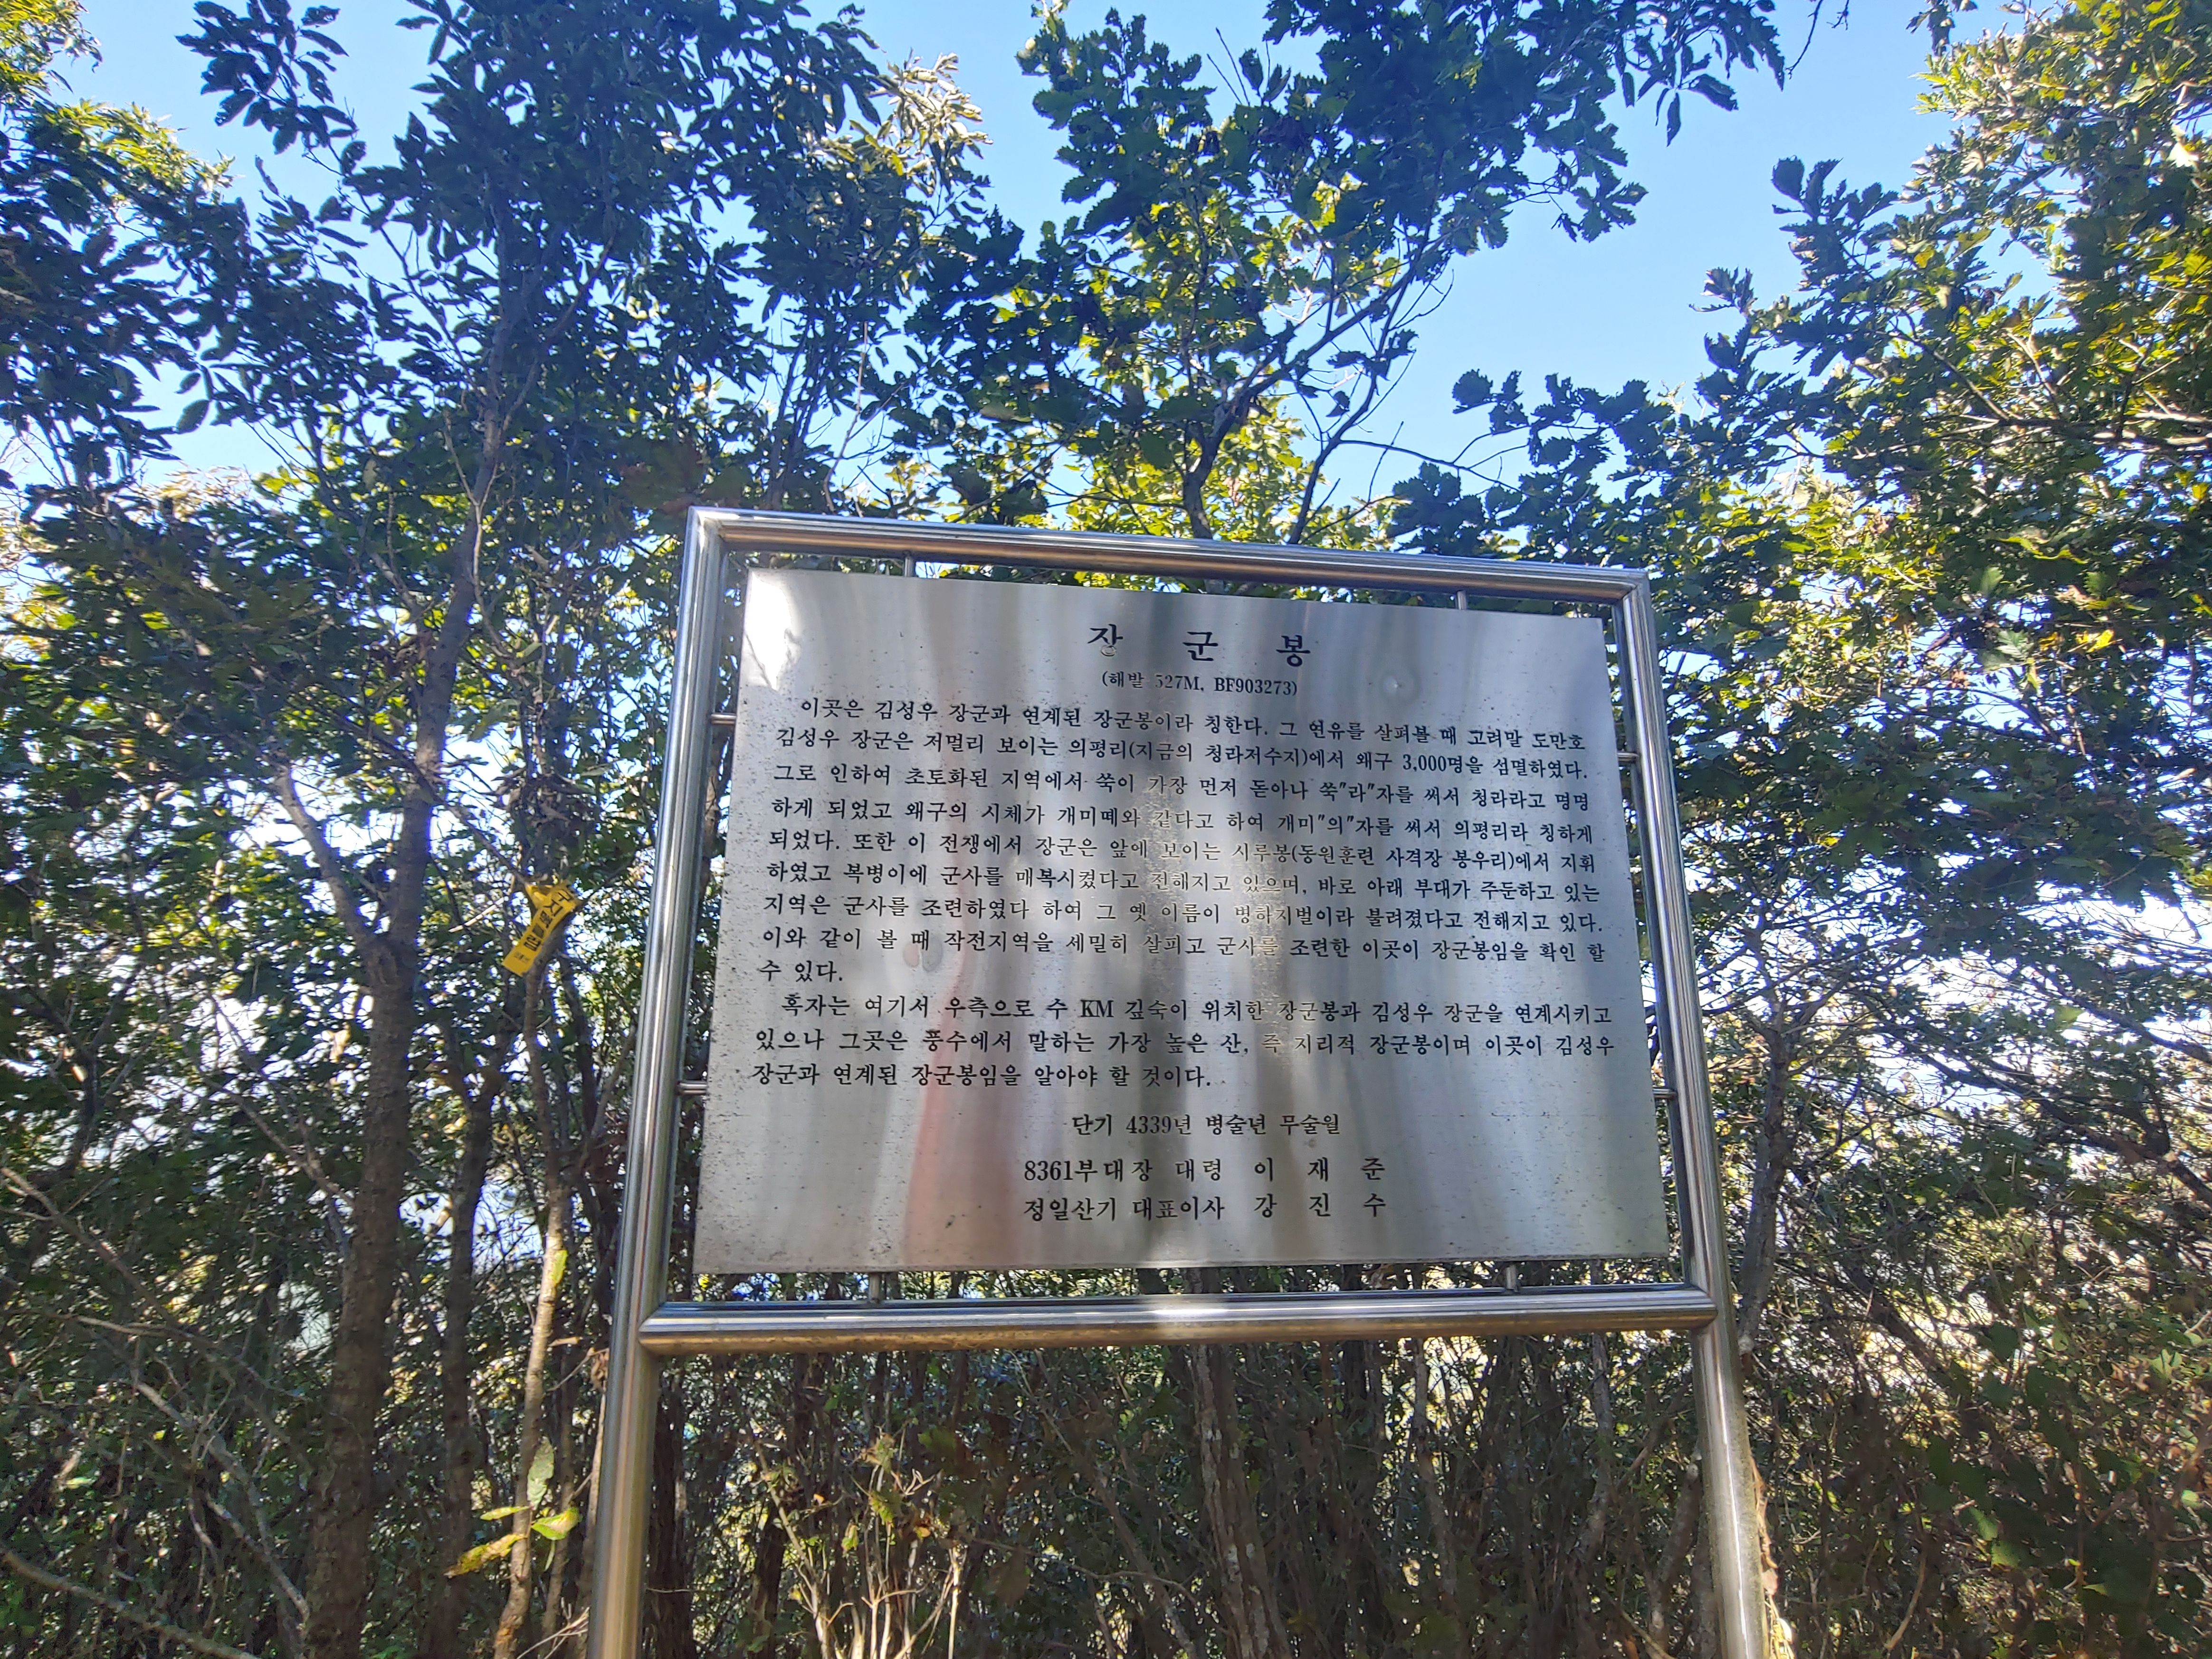 장 군 봉
(해발 527M, BF903273)
이곳은 김성우 장군과 연계된 장군봉이라 칭한다. 그 연유를 살펴볼 때 고려말 도만호
김성우 장군은 저멀리 보이는 의평리(지금의 청라저수지)에서 왜구 3,000명을 섬멸하였다.
그로 인하여 초토화된 지역에서 쑥이 가장 먼저 돋아나 쑥"라"자를 써서 청라라고 명명
하게 되었고 왜구의 시체가 개미떼와 같다고 하여 개미"의"자를 써서 의평리라 칭하게
되었다. 또한 이 전쟁에서 장군은 앞에 보이는 시루봉(동원훈련 사격장 봉우리)에서 지휘
하였고 복병이에 군사를 매복시켰다고 전해지고 있으며, 바로 아래 부대가 주둔하고 있는
지역은 군사를 조련하였다 하여 그 옛 이름이 병하지벌이라 불려졌다고 전해지고 있다.
이와 같이 볼 때 작전지역을 세밀히 살피고 군사를 조련한 이곳이 장군봉임을 확인 할
수 있다.
혹자는 여기서 우측으로 수 KM 깊숙이 위치한 장군봉과 김성우 장군을 연계시키고
있으나 그곳은 풍수에서 말하는 가장 높은 산, 즉 지리적 장군봉이며 이곳이 김성우
장군과 연계된 장군봉임을 알아야 할 것이다.
단기 4339년 병술년 무술월
8361부대장 대령 이 재 준
정일산기 대표이사 강 진 수